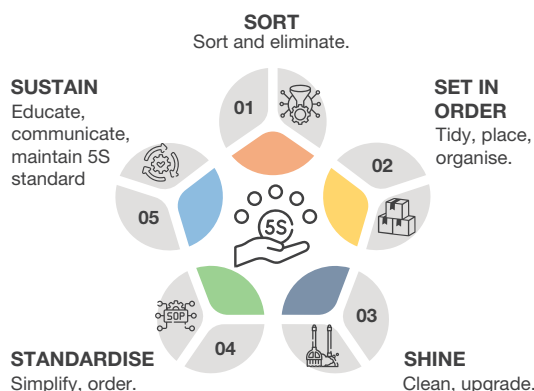 SORT
Sort and eliminate.
01
SET IN
ORDER
Tidy, place,
organise.
02
03
SHINE
Clean, upgrade.
04
SOP
STANDARDISE
Simplify, order.
05
SUSTAIN
Educate,
communicate,
maintain 5S
standard
5S